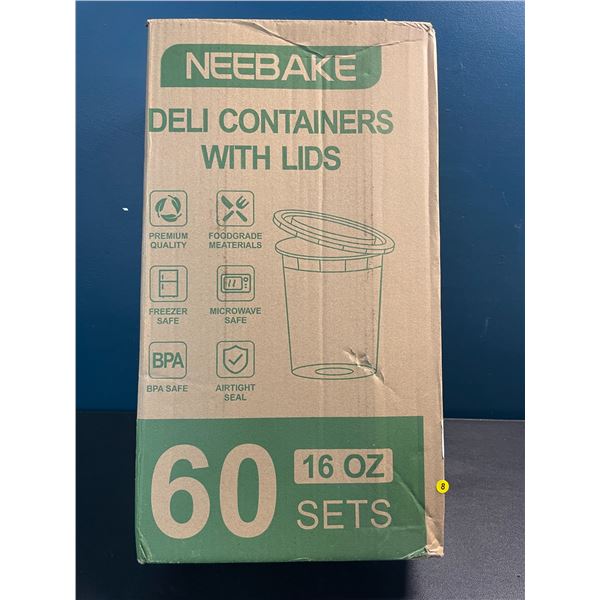 NEEBAKE
DELI CONTAINERS
WITH LIDS
PREMIUM
QUALITY
FOODGRADE
MEATERIALS
FREEZER
SAFE
MICROWAVE
SAFE
BPA
BPA SAFE
AIRTIGHT
SEAL
60
16 OZ
SETS
8